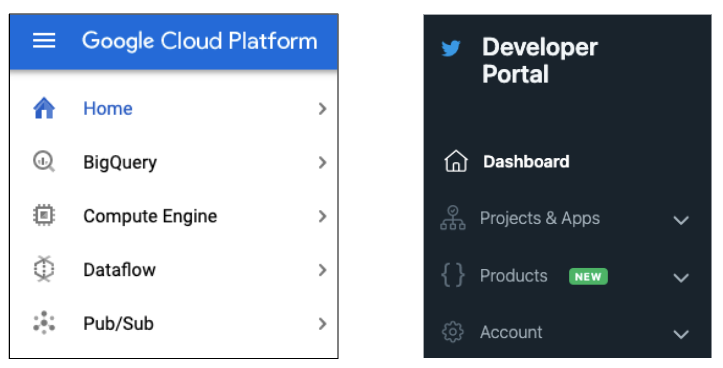 Google Cloud Platform
Home
BigQuery
Compute Engine
Dataflow
Pub/Sub
Developer
Portal
Dashboard
Projects & Apps
Products NEW
Account